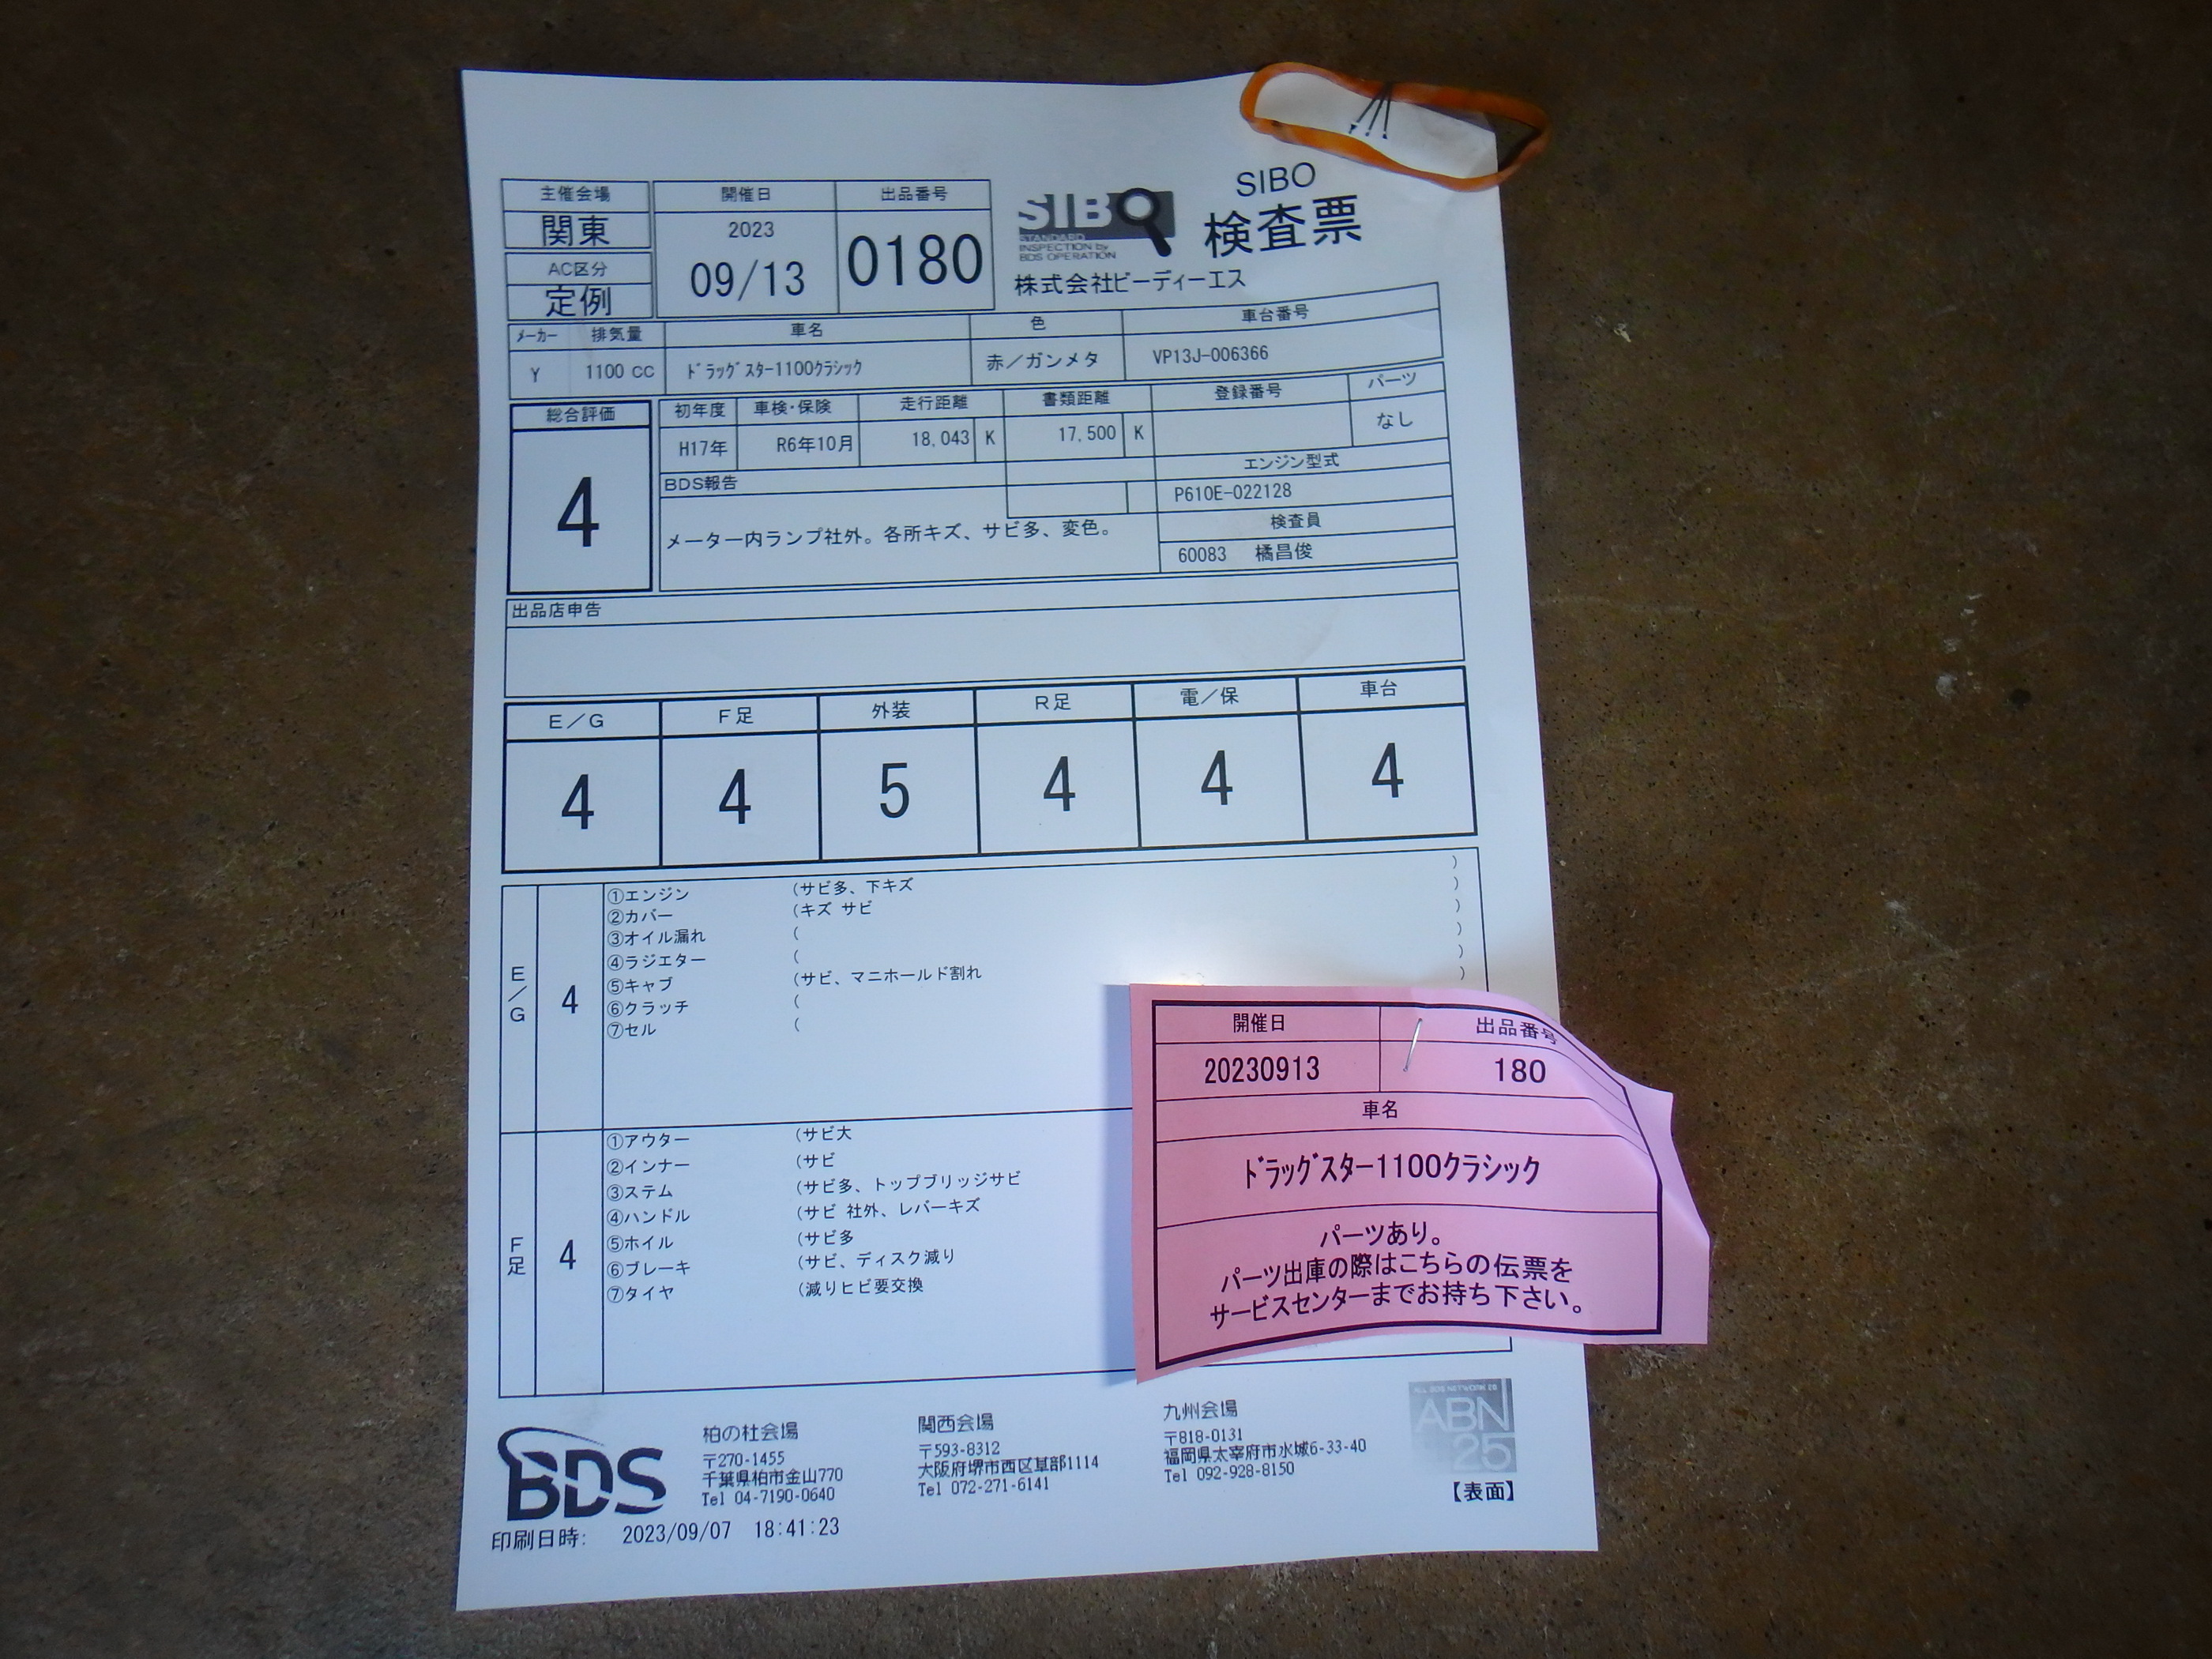 主催会場
関東
AC区分
定例
開催日
2023
09/13
出品番号
0180
SIBO
STANDARD
INSPECTION by
BDS OPERATION
SIBO
検査票
株式会社ビーディーエス
メーカー 排気量 車名 色 車台番号
Y 1100 CC ドラッグスター1100クラシック 赤／ガンメタ VP13J-006366
総合評価
4
初年度 車検・保険 走行距離 書類距離 登録番号 パーツ
H17年 R6年10月 18,043 K 17,500 K なし
BDS報告
メーター内ランプ社外。各所キズ、サビ多、変色。
エンジン型式
P610E-022128
検査員
60083 橘昌俊
出品店申告
E／G F足 外装 R足 電／保 車台
4 4 5 4 4 4
E／G 4
①エンジン (サビ多、下キズ )
②カバー (キズ サビ )
③オイル漏れ ( )
④ラジエター ( )
⑤キャブ (サビ、マニホールド割れ )
⑥クラッチ ( )
⑦セル (
F足 4
①アウター (サビ大
②インナー (サビ
③ステム (サビ多、トップブリッジサビ
④ハンドル (サビ 社外、レバーキズ
⑤ホイル (サビ多
⑥ブレーキ (サビ、ディスク減り
⑦タイヤ (減りヒビ要交換
開催日 出品番号
20230913 180
車名
ドラッグスター1100クラシック
パーツあり。
パーツ出庫の際はこちらの伝票を
サービスセンターまでお持ち下さい。
BDS
柏の杜会場
〒270-1455
千葉県柏市金山770
Tel 04-7190-0640
関西会場
〒593-8312
大阪府堺市西区草部1114
Tel 072-271-6141
九州会場
〒818-0131
福岡県太宰府市水城6-33-40
Tel 092-928-8150
ABN
25
【表面】
印刷日時: 2023/09/07 18:41:23